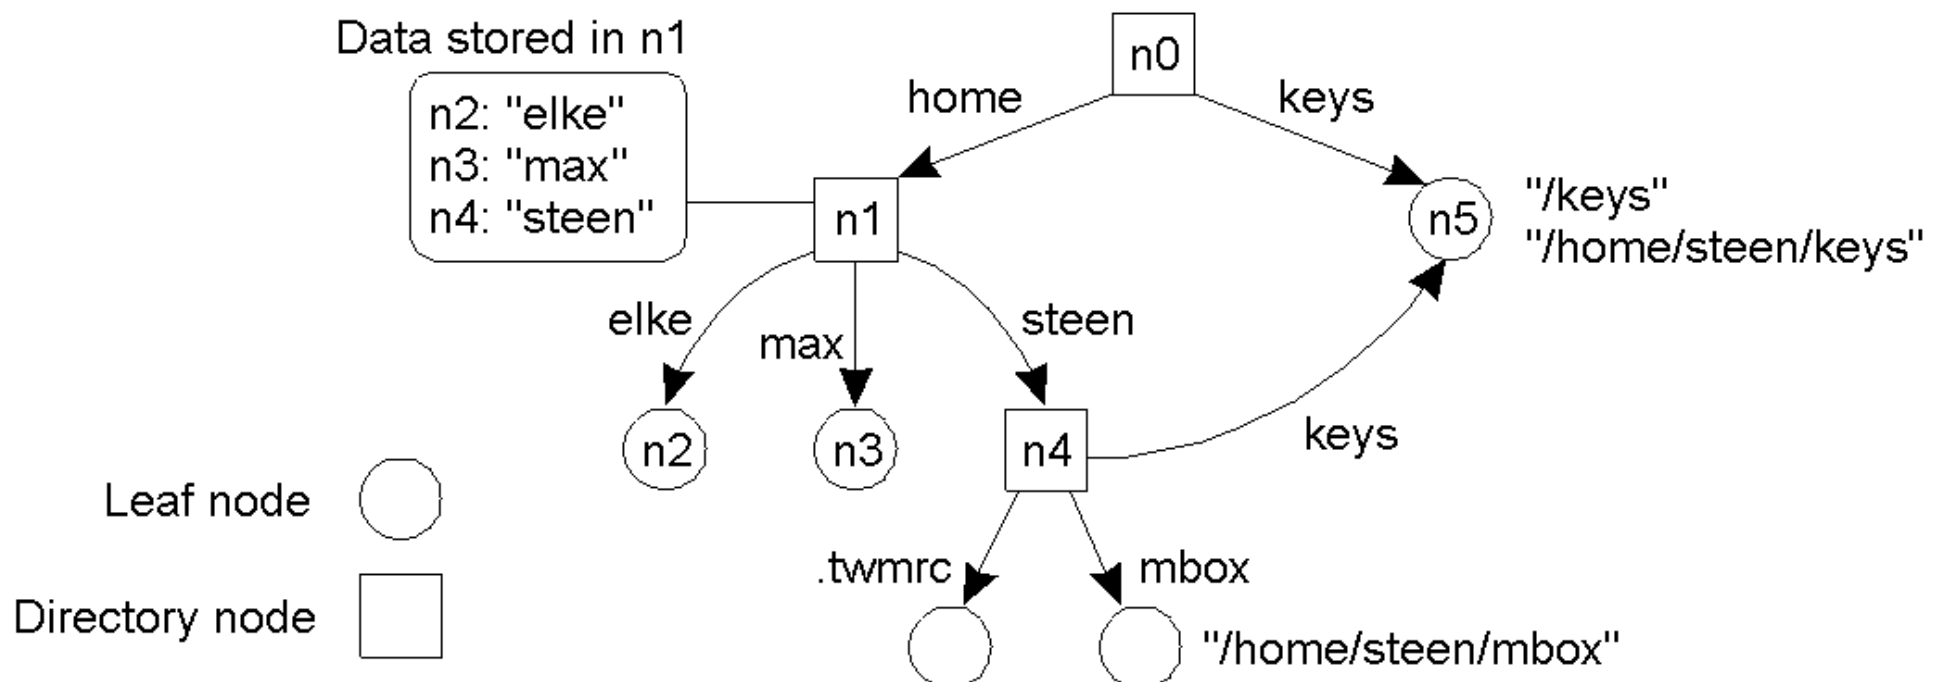 Data stored in n1
n2: "elke"
n3: "max"
n4: "steen"
n0
home
keys
n1
n5
"/keys"
"/home/steen/keys"
elke
max
steen
n2
n3
n4
keys
Leaf node
.twmrc
mbox
Directory node
"/home/steen/mbox"